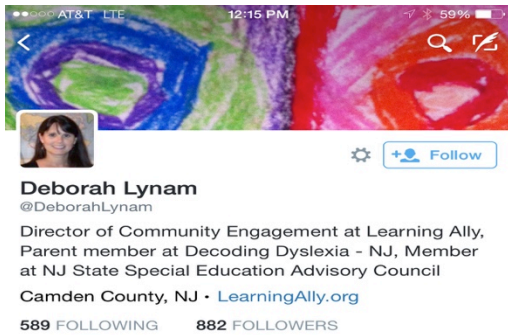 ●●○○○ AT&T LTE 12:15 PM 59%
Follow
Deborah Lynam
@DeborahLynam
Director of Community Engagement at Learning Ally,
Parent member at Decoding Dyslexia - NJ, Member
at NJ State Special Education Advisory Council
Camden County, NJ • LearningAlly.org
589 FOLLOWING 882 FOLLOWERS